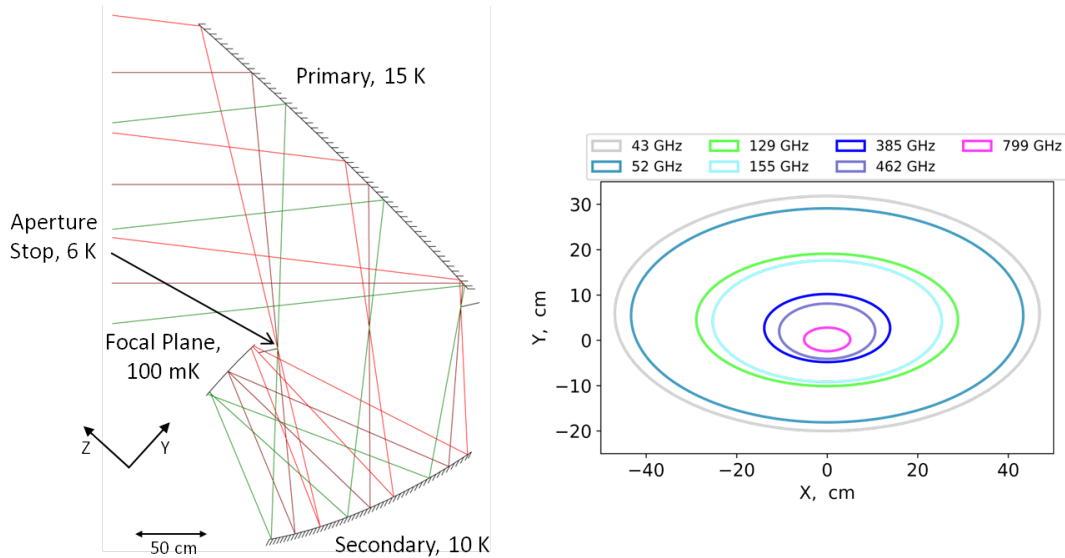 Primary, 15 K
Aperture
Stop, 6 K
Focal Plane,
100 mK
Z
Y
50 cm
Secondary, 10 K
43 GHz
129 GHz
385 GHz
799 GHz
52 GHz
155 GHz
462 GHz
30
20
10
0
−10
−20
Y, cm
−40
−20
0
20
40
X, cm